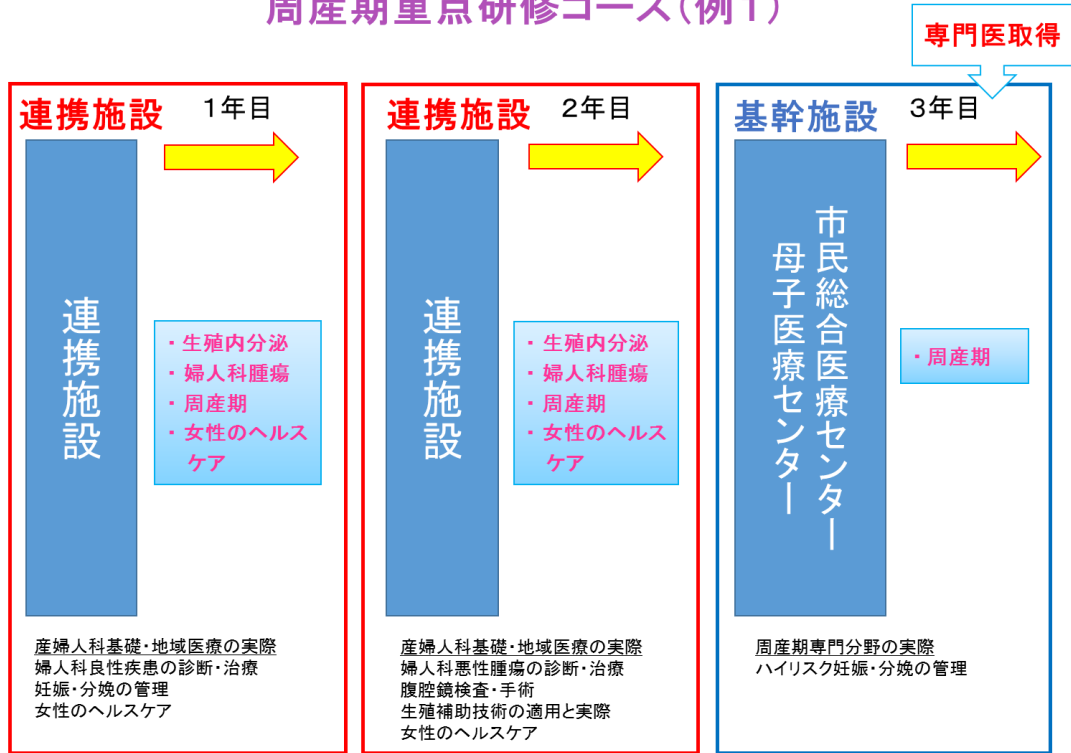 周産期重点研修コース(例1)
専門医取得
連携施設 1年目
連携施設
・生殖内分泌
・婦人科腫瘍
・周産期
・女性のヘルス
ケア
産婦人科基礎・地域医療の実際
婦人科良性疾患の診断・治療
妊娠・分娩の管理
女性のヘルスケア
連携施設 2年目
連携施設
・生殖内分泌
・婦人科腫瘍
・周産期
・女性のヘルス
ケア
産婦人科基礎・地域医療の実際
婦人科悪性腫瘍の診断・治療
腹腔鏡検査・手術
生殖補助技術の適用と実際
女性のヘルスケア
基幹施設 3年目
市民総合医療センター
母子医療センター
・周産期
周産期専門分野の実際
ハイリスク妊娠・分娩の管理